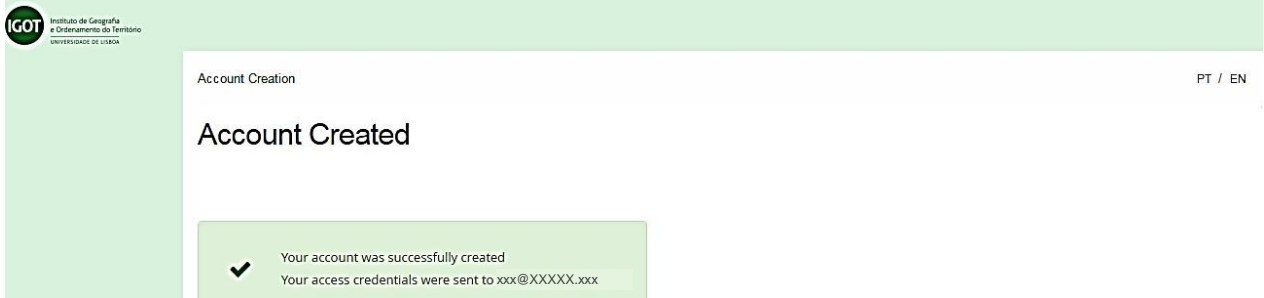 IGOT
Instituto de Geografia
e Ordenamento do Território
UNIVERSIDADE DE LISBOA
Account Creation
PT / EN
Account Created
Your account was successfully created
Your access credentials were sent to xxx@XXXXX.xxx